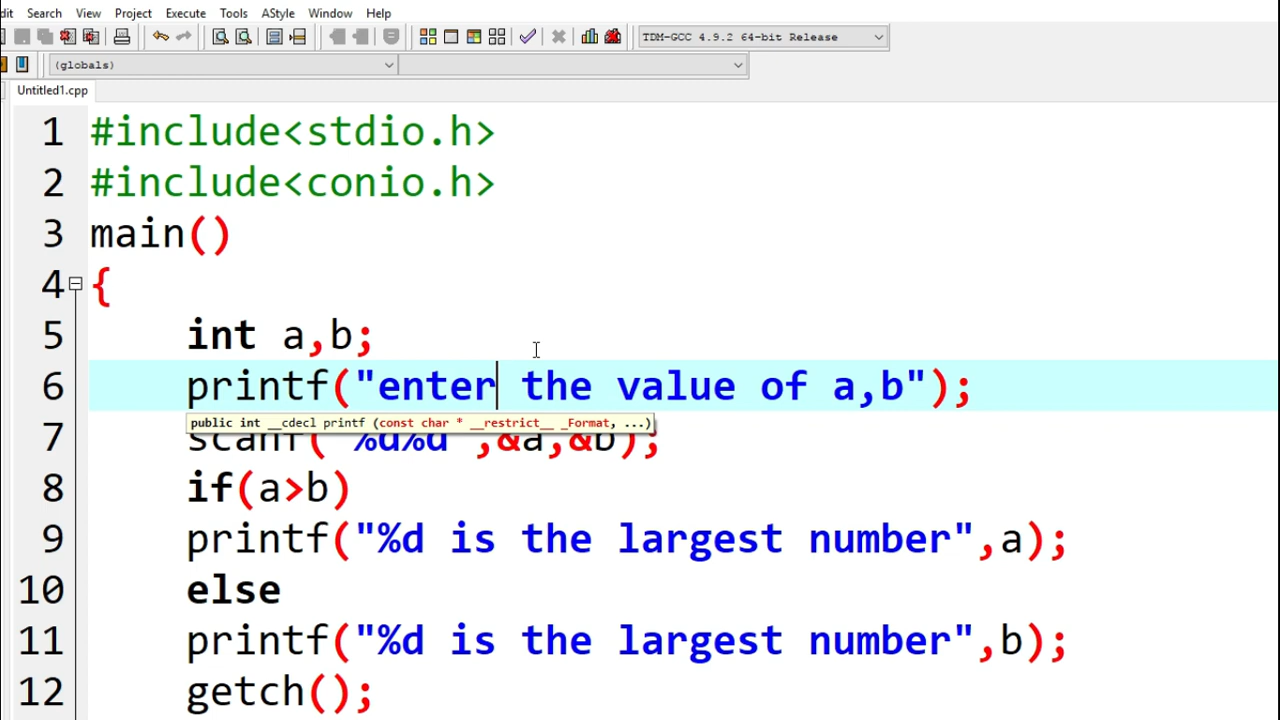 dit Search View Project Execute Tools AStyle Window Help
TDM-GCC 4.9.2 64-bit Release
(globals)
Untitled1.cpp
1 #include<stdio.h>
2 #include<conio.h>
3 main()
4 {
5 int a,b;
6 printf("enter the value of a,b");
public int __cdecl printf (const char * __restrict__ _Format, ...)
7 scanf("%d%d",&a,&b);
8 if(a>b)
9 printf("%d is the largest number",a);
10 else
11 printf("%d is the largest number",b);
12 getch();